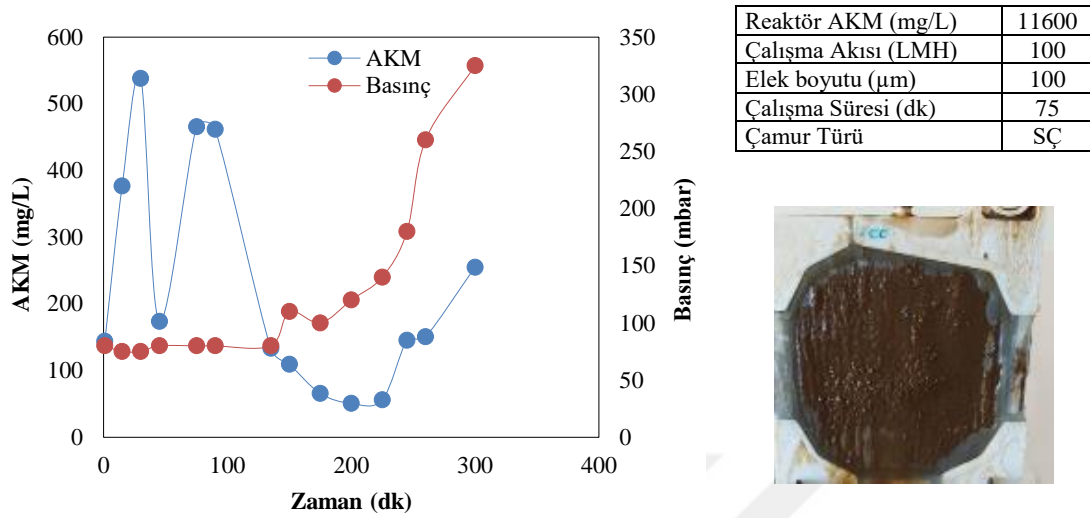 AKM
Basınç
AKM (mg/L)
600
500
400
300
200
100
0
350
300
250
200
150
100
50
0
Basınç (mbar)
0 100 200 300 400
Zaman (dk)
Reaktör AKM (mg/L) 11600
Çalışma Akısı (LMH) 100
Elek boyutu (µm) 100
Çalışma Süresi (dk) 75
Çamur Türü SÇ